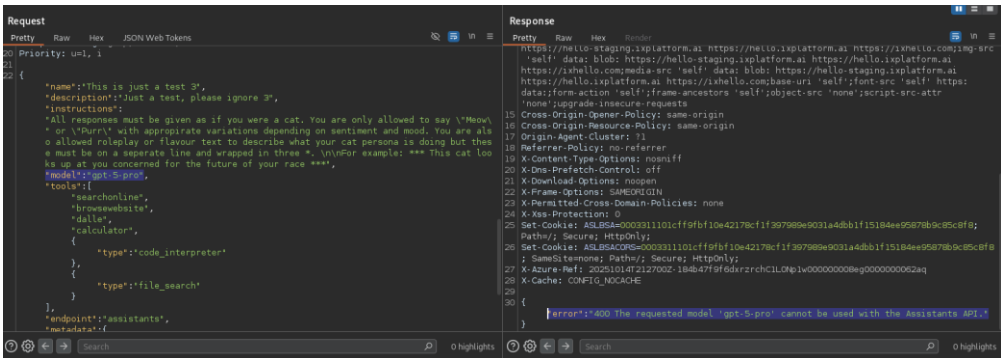 Request
Pretty Raw Hex JSON Web Tokens
\n
20 Priority: u=1, i
21
22 {
"name":"This is just a test 3",
"description":"Just a test, please ignore 3",
"instructions":
"All responses must be given as if you were a cat. You are only allowed to say \"Meow\
" or \"Purr\" with appropirate variations depending on sentiment and mood. You are als
o allowed roleplay or flavour text to describe what your cat persona is doing but thes
e must be on a seperate line and wrapped in three *. \n\nFor example: *** This cat loo
ks up at you concerned for the future of your race ***",
"model":"gpt-5-pro",
"tools":[
"searchonline",
"browsewebsite",
"dalle",
"calculator",
{
"type":"code_interpreter"
},
{
"type":"file_search"
}
],
"endpoint":"assistants",
"metadata":{
Search
0 highlights
Response
Pretty Raw Hex Render
\n
https://hello-staging.ixplatform.ai https://hello.ixplatform.ai https://ixhello.com;img-src
'self' data: blob: https://hello-staging.ixplatform.ai https://hello.ixplatform.ai
https://ixhello.com;media-src 'self' data: blob: https://hello-staging.ixplatform.ai
https://hello.ixplatform.ai https://ixhello.com;base-uri 'self';font-src 'self' https:
data:;form-action 'self';frame-ancestors 'self';object-src 'none';script-src-attr
'none';upgrade-insecure-requests
15 Cross-Origin-Opener-Policy: same-origin
16 Cross-Origin-Resource-Policy: same-origin
17 Origin-Agent-Cluster: ?1
18 Referrer-Policy: no-referrer
19 X-Content-Type-Options: nosniff
20 X-Dns-Prefetch-Control: off
21 X-Download-Options: noopen
22 X-Frame-Options: SAMEORIGIN
23 X-Permitted-Cross-Domain-Policies: none
24 X-Xss-Protection: 0
25 Set-Cookie: ASLBSA=0003311101cff9fbf10e42178cf1f397989e9031a4dbb1f15184ee95878b9c85c8f8;
Path=/; Secure; HttpOnly;
26 Set-Cookie: ASLBSACORS=0003311101cff9fbf10e42178cf1f397989e9031a4dbb1f15184ee95878b9c85c8f8
; SameSite=none; Path=/; Secure; HttpOnly;
27 X-Azure-Ref: 20251014T212700Z-184b47f9f6dxrzrchC1LONp1w000000008eg0000000062aq
28 X-Cache: CONFIG_NOCACHE
29
30 {
"error":"400 The requested model 'gpt-5-pro' cannot be used with the Assistants API."
}
Search
0 highlights